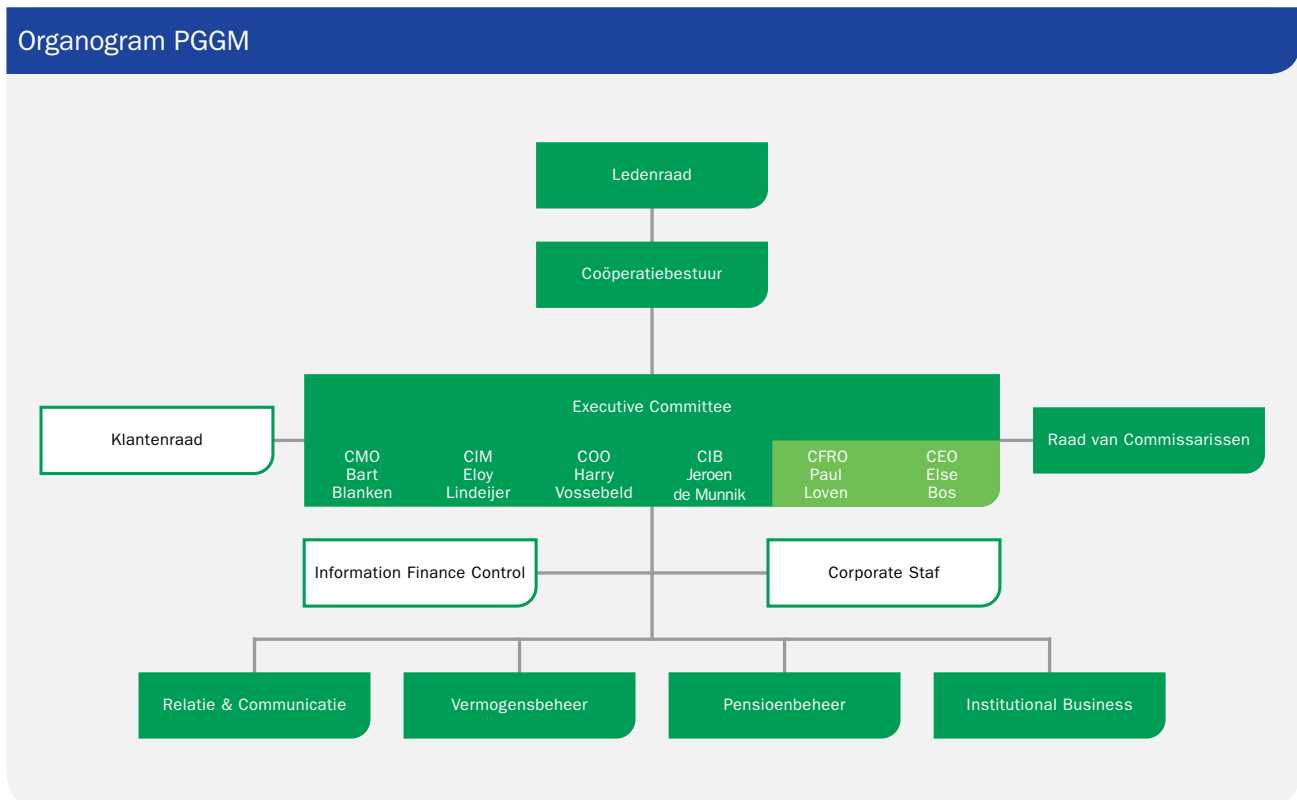 Organogram PGGM
Ledenraad
Coöperatiebestuur
Executive Committee
Klantenraad
Raad van Commissarissen
CMO
Bart
Blanken
CIM
Eloy
Lindeijer
COO
Harry
Vossebeld
CIB
Jeroen
de Munnik
CFRO
Paul
Loven
CEO
Else
Bos
Information Finance Control
Corporate Staf
Relatie & Communicatie
Vermogensbeheer
Pensioenbeheer
Institutional Business